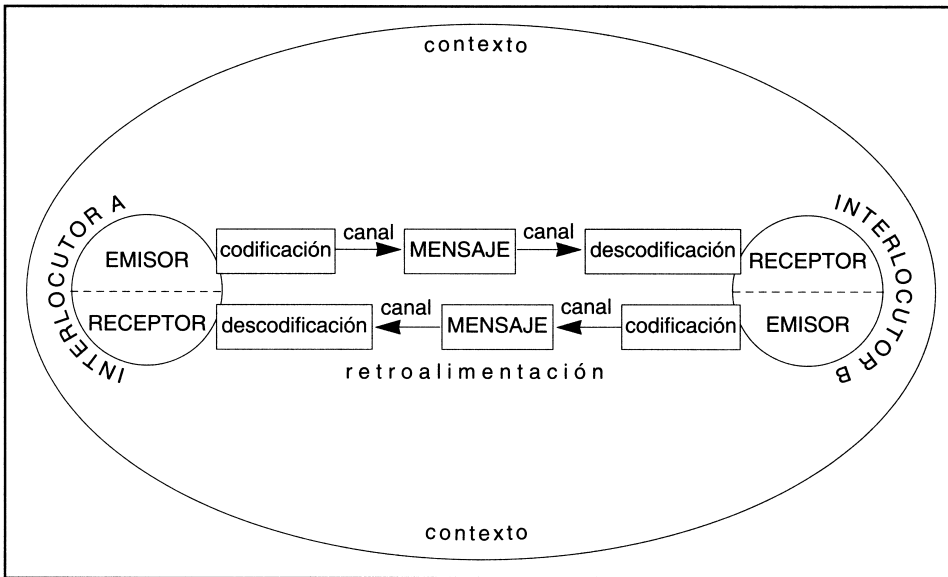 contexto
INTERLOCUTOR A
INTERLOCUTOR B
canal canal
EMISOR codificación MENSAJE descodificación RECEPTOR
canal canal
RECEPTOR descodificación MENSAJE codificación EMISOR
retroalimentación
contexto